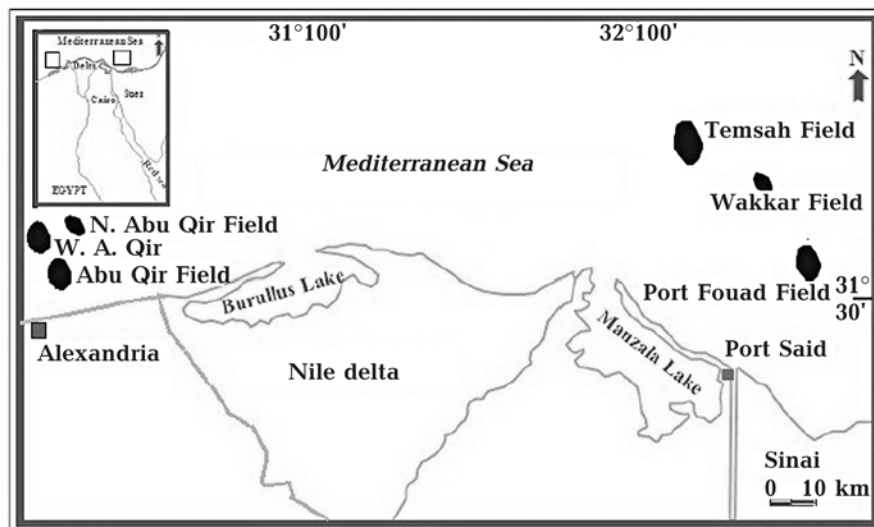 31°100'
32°100'
Mediterranean Sea
Delta
Cairo
Suez
Red Sea
EGYPT
N
Temsah Field
Mediterranean Sea
Wakkar Field
N. Abu Qir Field
W. A. Qir
Abu Qir Field
Burullus Lake
Port Fouad Field
31°
30'
Alexandria
Mauzala Lake
Port Said
Nile delta
Sinai
0 10 km